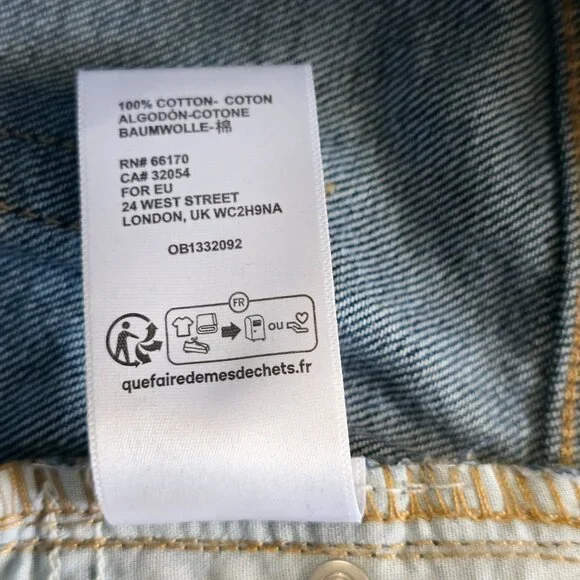 100% COTTON- COTON
ALGODÓN-COTONE
BAUMWOLLE-棉
RN# 66170
CA# 32054
FOR EU
24 WEST STREET
LONDON, UK WC2H9NA
OB1332092
FR
ou
quefairedemesdechets.fr